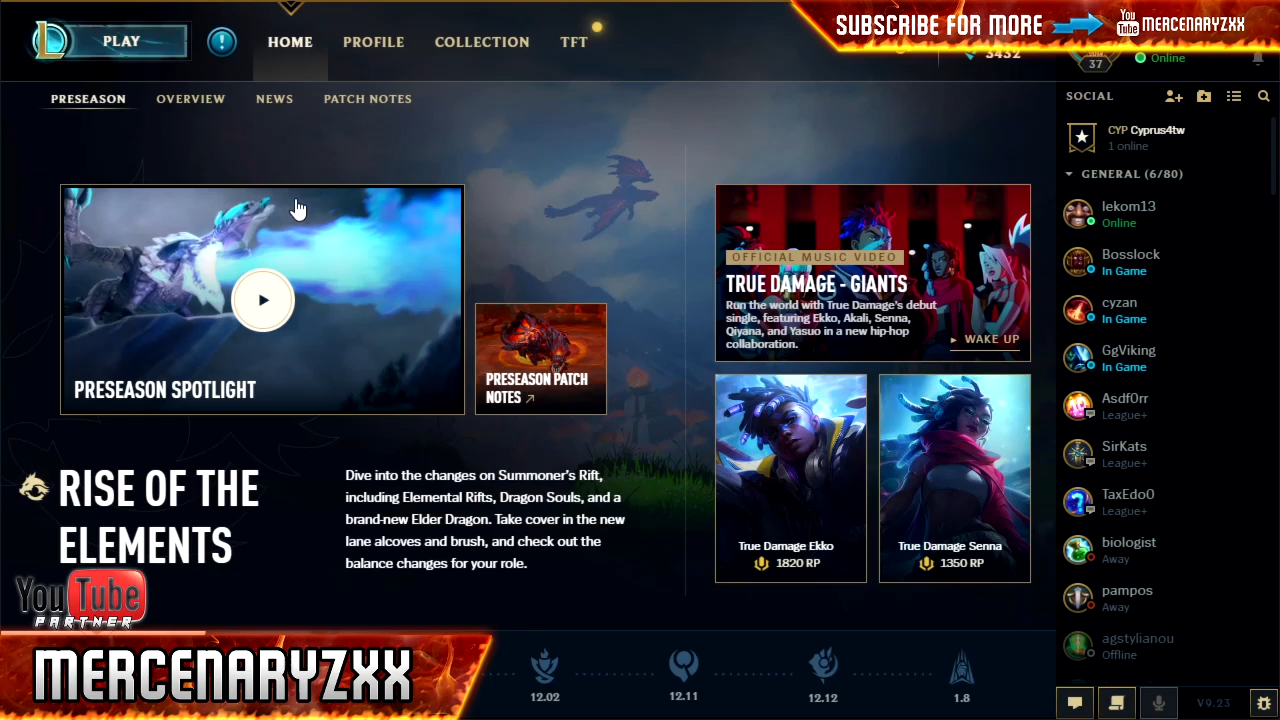 PLAY
HOME
PROFILE
COLLECTION
TFT
SUBSCRIBE FOR MORE
You Tube
MERCENARYZXX
3432
37
Online
PRESEASON
OVERVIEW
NEWS
PATCH NOTES
SOCIAL
CYP Cyprus4tw
1 online
GENERAL (6/80)
lekom13
Online
Bosslock
In Game
cyzan
In Game
GgViking
In Game
Asdf0rr
League+
SirKats
League+
TaxEdo0
League+
biologist
Away
pampos
Away
agstylianou
Offline
PRESEASON SPOTLIGHT
PRESEASON PATCH
NOTES
OFFICIAL MUSIC VIDEO
TRUE DAMAGE - GIANTS
Run the world with True Damage's debut
single, featuring Ekko, Akali, Senna,
Qiyana, and Yasuo in a new hip-hop
collaboration.
WAKE UP
True Damage Ekko
1820 RP
True Damage Senna
1350 RP
RISE OF THE
ELEMENTS
Dive into the changes on Summoner's Rift,
including Elemental Rifts, Dragon Souls, and a
brand-new Elder Dragon. Take cover in the new
lane alcoves and brush, and check out the
balance changes for your role.
YouTube
PARTNER
MERCENARYZXX
12.02
12.11
12.12
1.8
V9.23